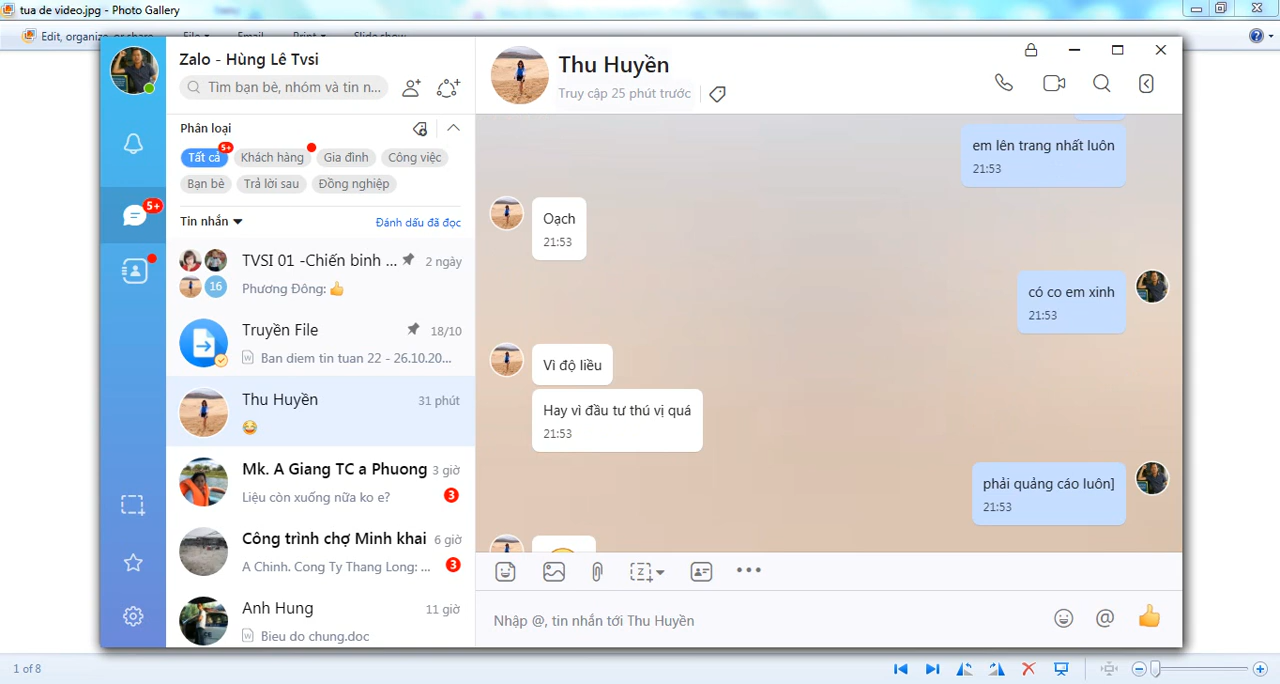 tua de video.jpg - Photo Gallery
Edit, organize, or share
File
Email
Print
Slide show
Zalo - Hùng Lê Tvsi
Tìm bạn bè, nhóm và tin n...
Phân loại
Tất cả
5+
Khách hàng
Gia đình
Công việc
Bạn bè
Trả lời sau
Đồng nghiệp
5+
Tin nhắn
Đánh dấu đã đọc
TVSI 01 -Chiến binh ...
2 ngày
16
Phương Đông: 👍
Truyền File
18/10
Ban diem tin tuan 22 - 26.10.20...
Thu Huyền
31 phút
😂
Mk. A Giang TC a Phuong
3 giờ
Liệu còn xuống nữa ko e?
3
Công trình chợ Minh khai
6 giờ
A Chinh. Cong Ty Thang Long: ...
3
Anh Hung
11 giờ
Bieu do chung.doc
Thu Huyền
Truy cập 25 phút trước
em lên trang nhất luôn
21:53
Oạch
21:53
có co em xinh
21:53
Vì độ liều
Hay vì đầu tư thú vị quá
21:53
phải quảng cáo luôn]
21:53
Nhập @, tin nhắn tới Thu Huyền
1 of 8